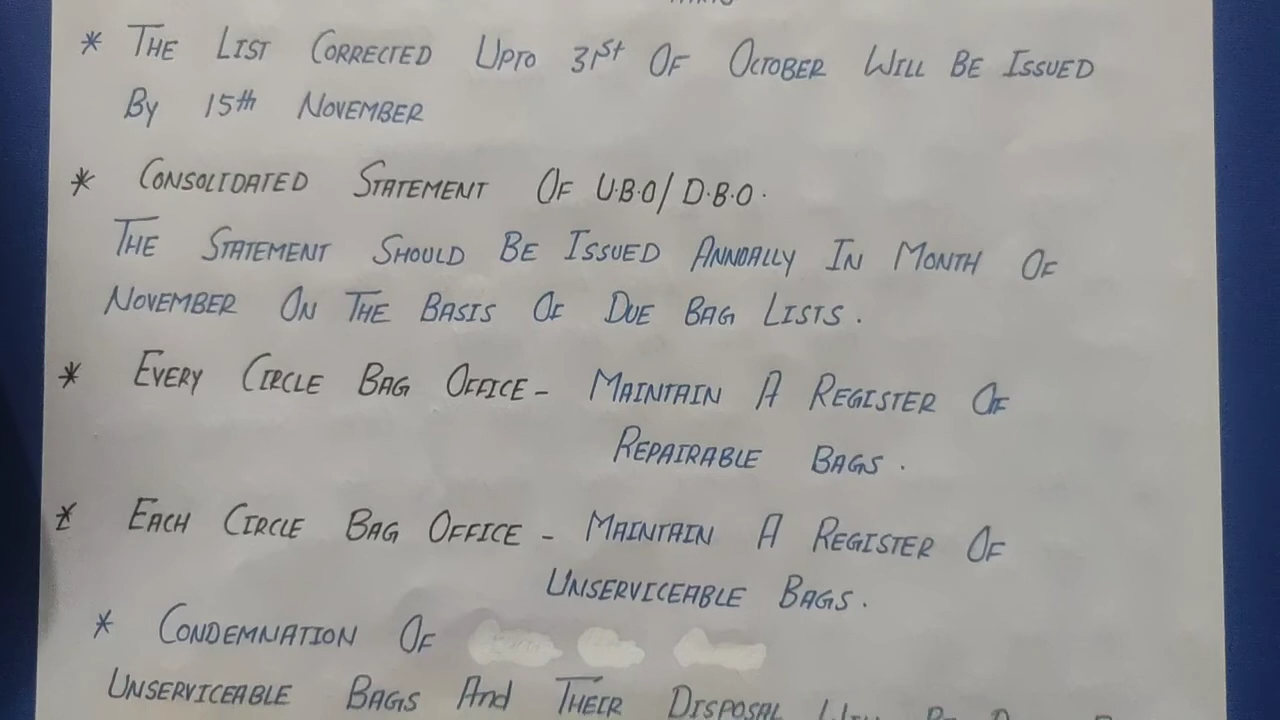 * THE LIST CORRECTED UPTO 31st OF OCTOBER WILL BE ISSUED
By 15th NOVEMBER
* CONSOLIDATED STATEMENT OF U.B.O/ D.B.O.
THE STATEMENT SHOULD BE ISSUED ANNUALLY IN MONTH OF
NOVEMBER ON THE BASIS OF DUE BAG LISTS.
* EVERY CIRCLE BAG OFFICE - MAINTAIN A REGISTER OF
REPAIRABLE BAGS.
* EACH CIRCLE BAG OFFICE - MAINTAIN A REGISTER OF
UNSERVICEABLE BAGS.
* CONDEMNATION OF
UNSERVICEABLE BAGS And THEIR DISPOSAL